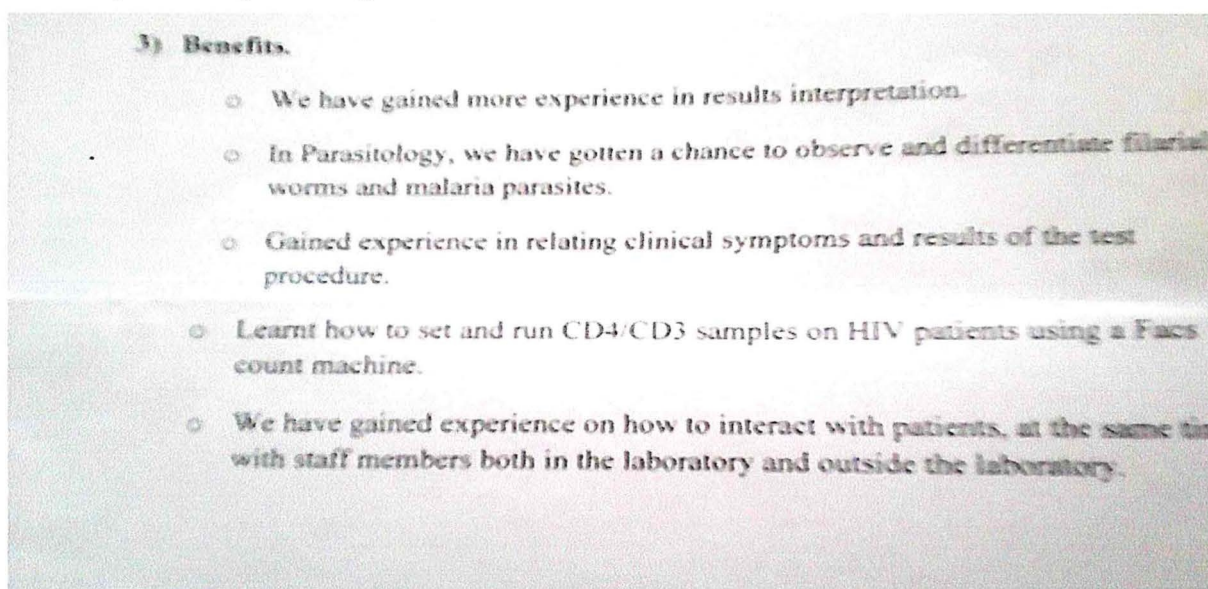 3) Benefits.
○ We have gained more experience in results interpretation.
○ In Parasitology, we have gotten a chance to observe and differentiate filarial
worms and malaria parasites.
○ Gained experience in relating clinical symptoms and results of the test
procedure.
○ Learnt how to set and run CD4/CD3 samples on HIV patients using a Facs
count machine.
○ We have gained experience on how to interact with patients, at the same
with staff members both in the laboratory and outside the laboratory.